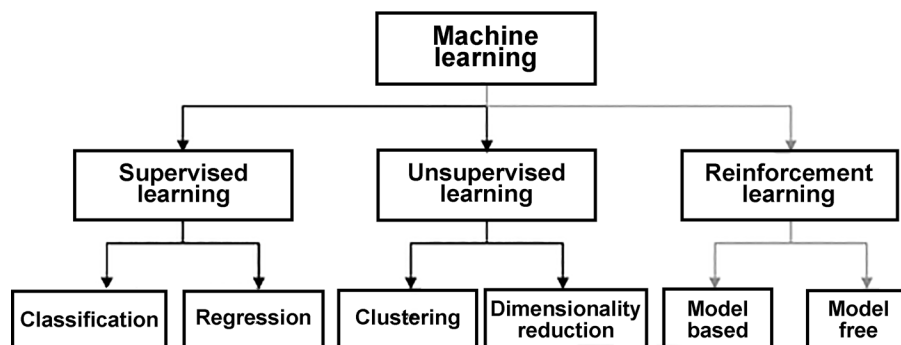 Machine
learning
Supervised
learning
Unsupervised
learning
Reinforcement
learning
Classification
Regression
Clustering
Dimensionality
reduction
Model
based
Model
free